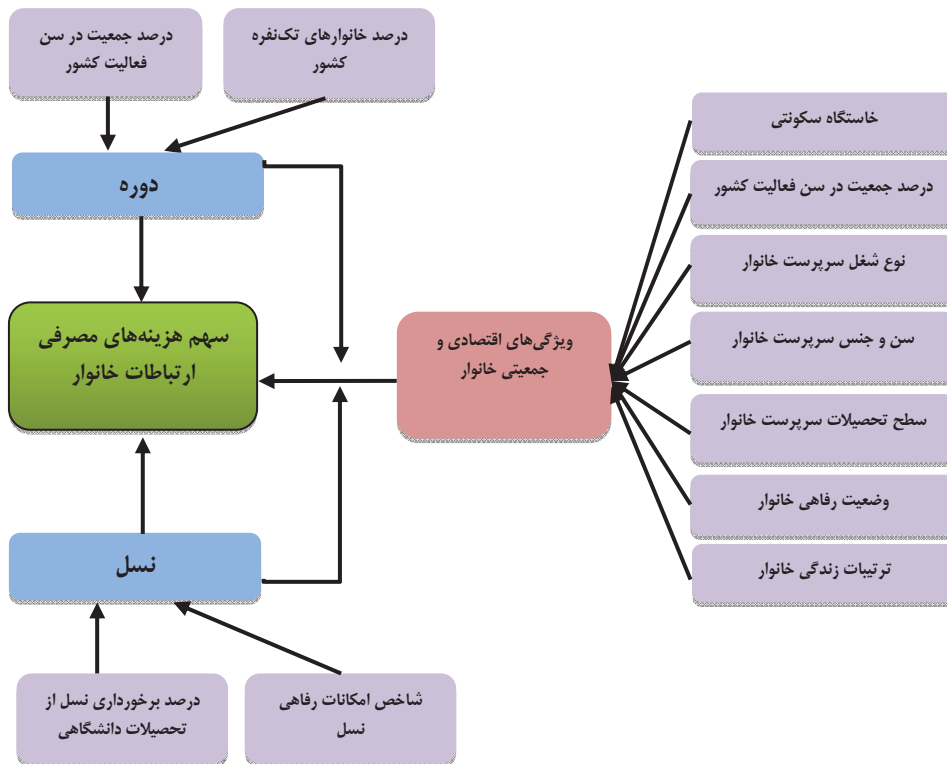 درصد جمعیت در سن
فعالیت کشور
درصد خانوارهای تک‌نفره
کشور
دوره
سهم هزینه‌های مصرفی
ارتباطات خانوار
نسل
درصد برخورداری نسل از
تحصیلات دانشگاهی
شاخص امکانات رفاهی
نسل
ویژگی‌های اقتصادی و
جمعیتی خانوار
خاستگاه سکونتی
درصد جمعیت در سن فعالیت کشور
نوع شغل سرپرست خانوار
سن و جنس سرپرست خانوار
سطح تحصیلات سرپرست خانوار
وضعیت رفاهی خانوار
ترتیبات زندگی خانوار